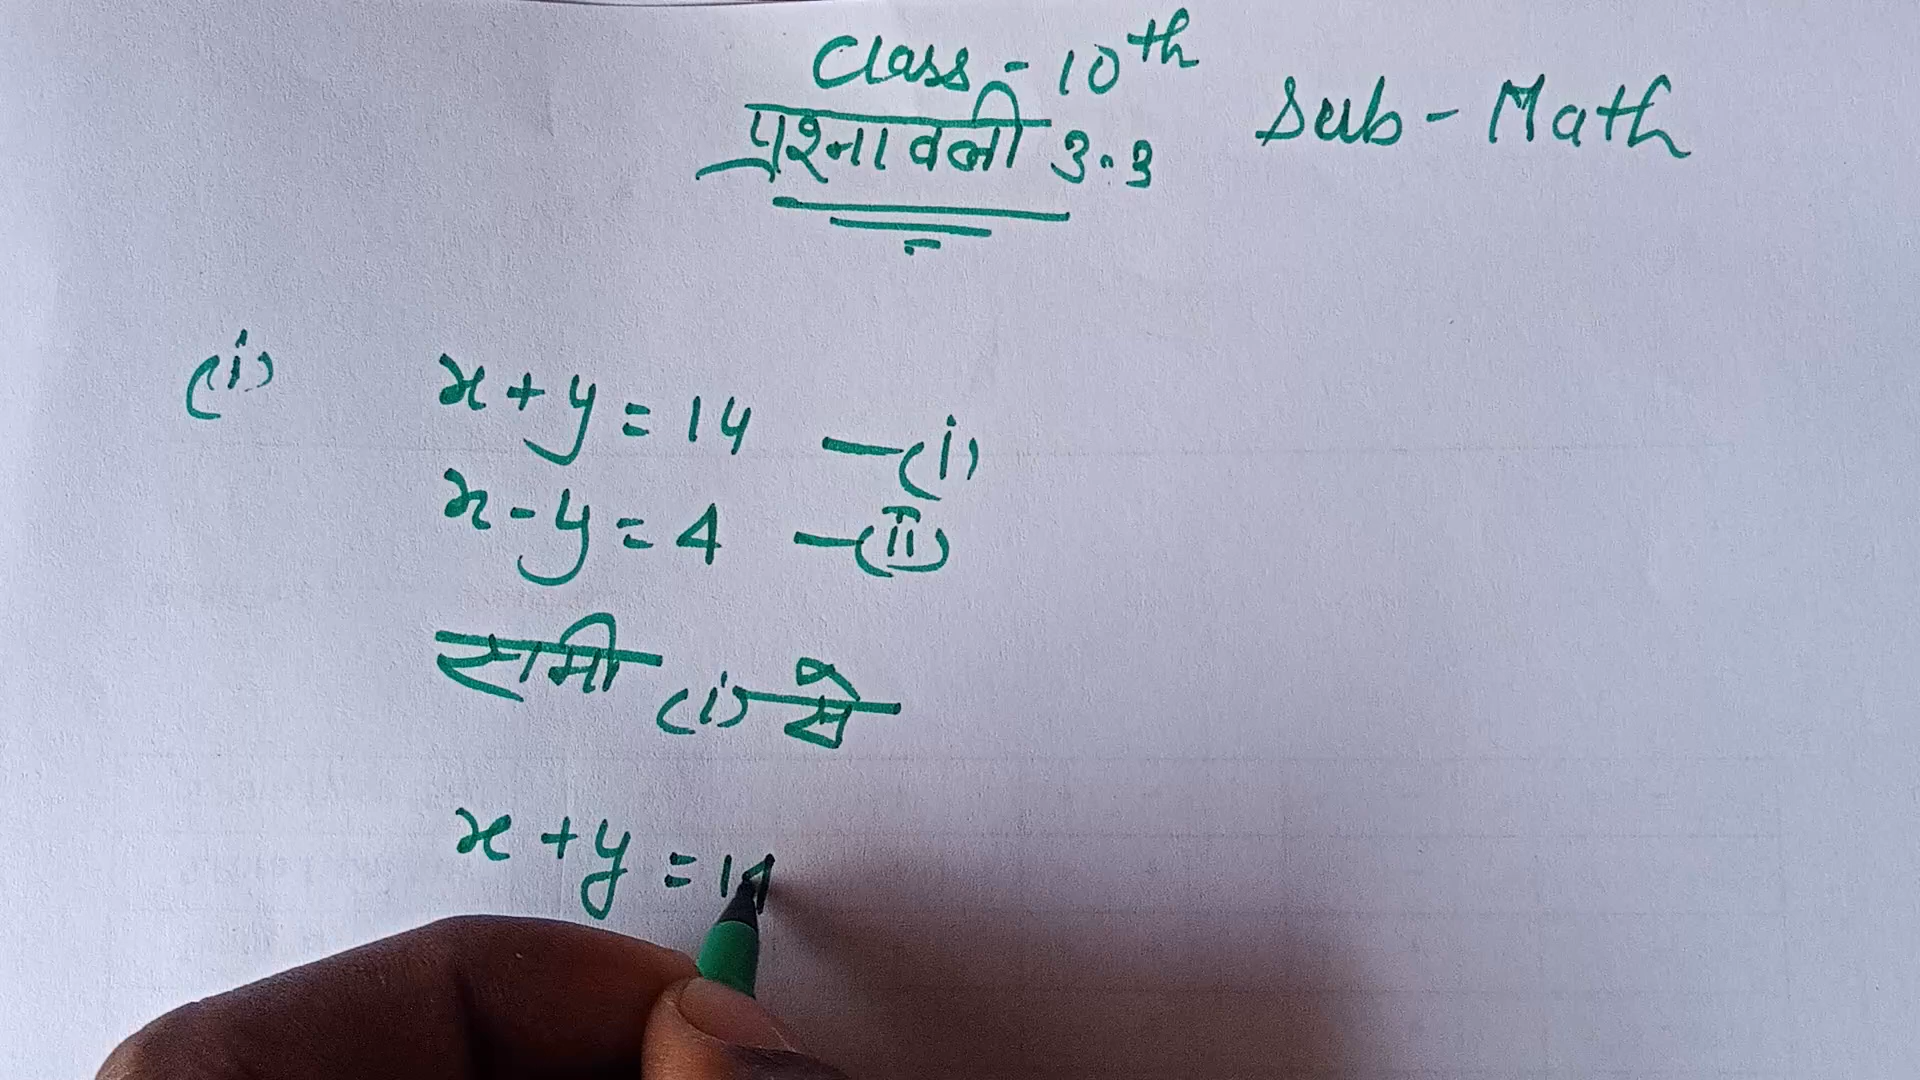 Class - 10th
प्रश्नावली 3.3 Sub - Math
(i) x + y = 14 —(i)
x - y = 4 —(ii)
समी (i) से
x + y = 14